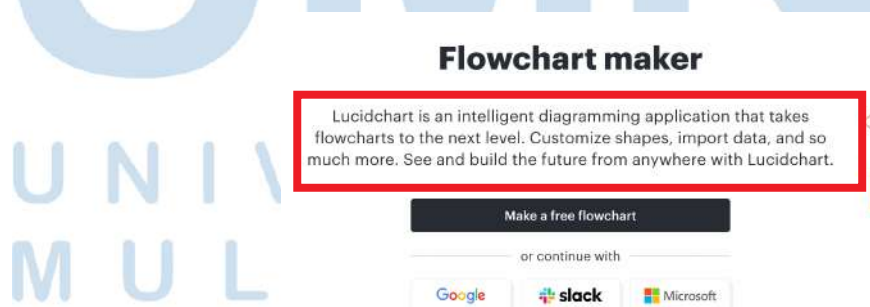 Flowchart maker
Lucidchart is an intelligent diagramming application that takes
flowcharts to the next level. Customize shapes, import data, and so
much more. See and build the future from anywhere with Lucidchart.
Make a free flowchart
or continue with
Google slack Microsoft
U N I
M U L